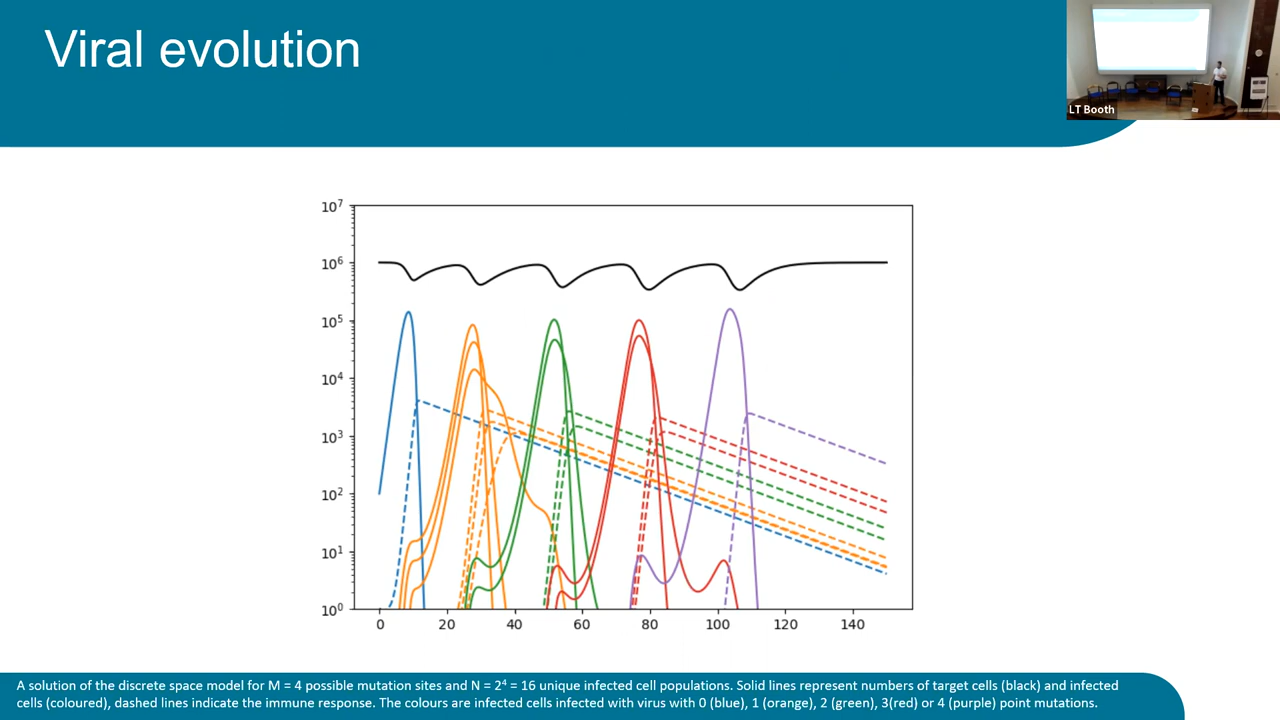 Viral evolution
LT Booth
10⁷
10⁶
10⁵
10⁴
10³
10²
10¹
10⁰
0 20 40 60 80 100 120 140
A solution of the discrete space model for M = 4 possible mutation sites and N = 2⁴ = 16 unique infected cell populations. Solid lines represent numbers of target cells (black) and infected
cells (coloured), dashed lines indicate the immune response. The colours are infected cells infected with virus with 0 (blue), 1 (orange), 2 (green), 3(red) or 4 (purple) point mutations.